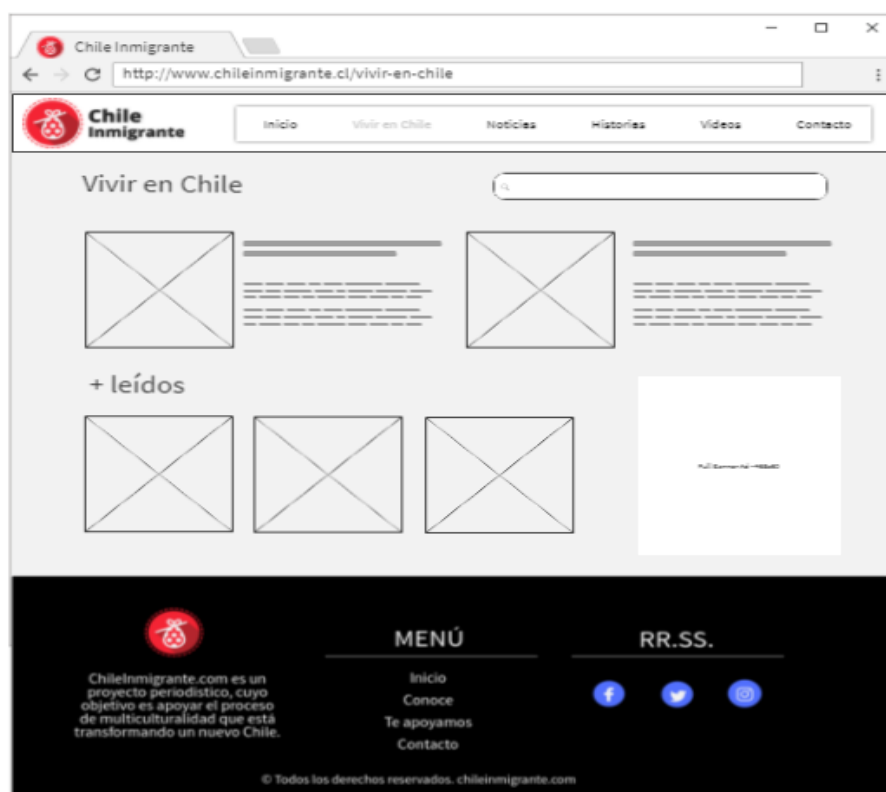 Chile Inmigrante
http://www.chileinmigrante.cl/vivir-en-chile
Chile
Inmigrante
Inicio
Vivir en Chile
Noticias
Historias
Videos
Contacto
Vivir en Chile
+ leídos
MENÚ
RR.SS.
ChileInmigrante.com es un
proyecto periodistico, cuyo
objetivo es apoyar el proceso
de multiculturalidad que está
transformando un nuevo Chile.
Inicio
Conoce
Te apoyamos
Contacto
© Todos los derechos reservados. chileinmigrante.com